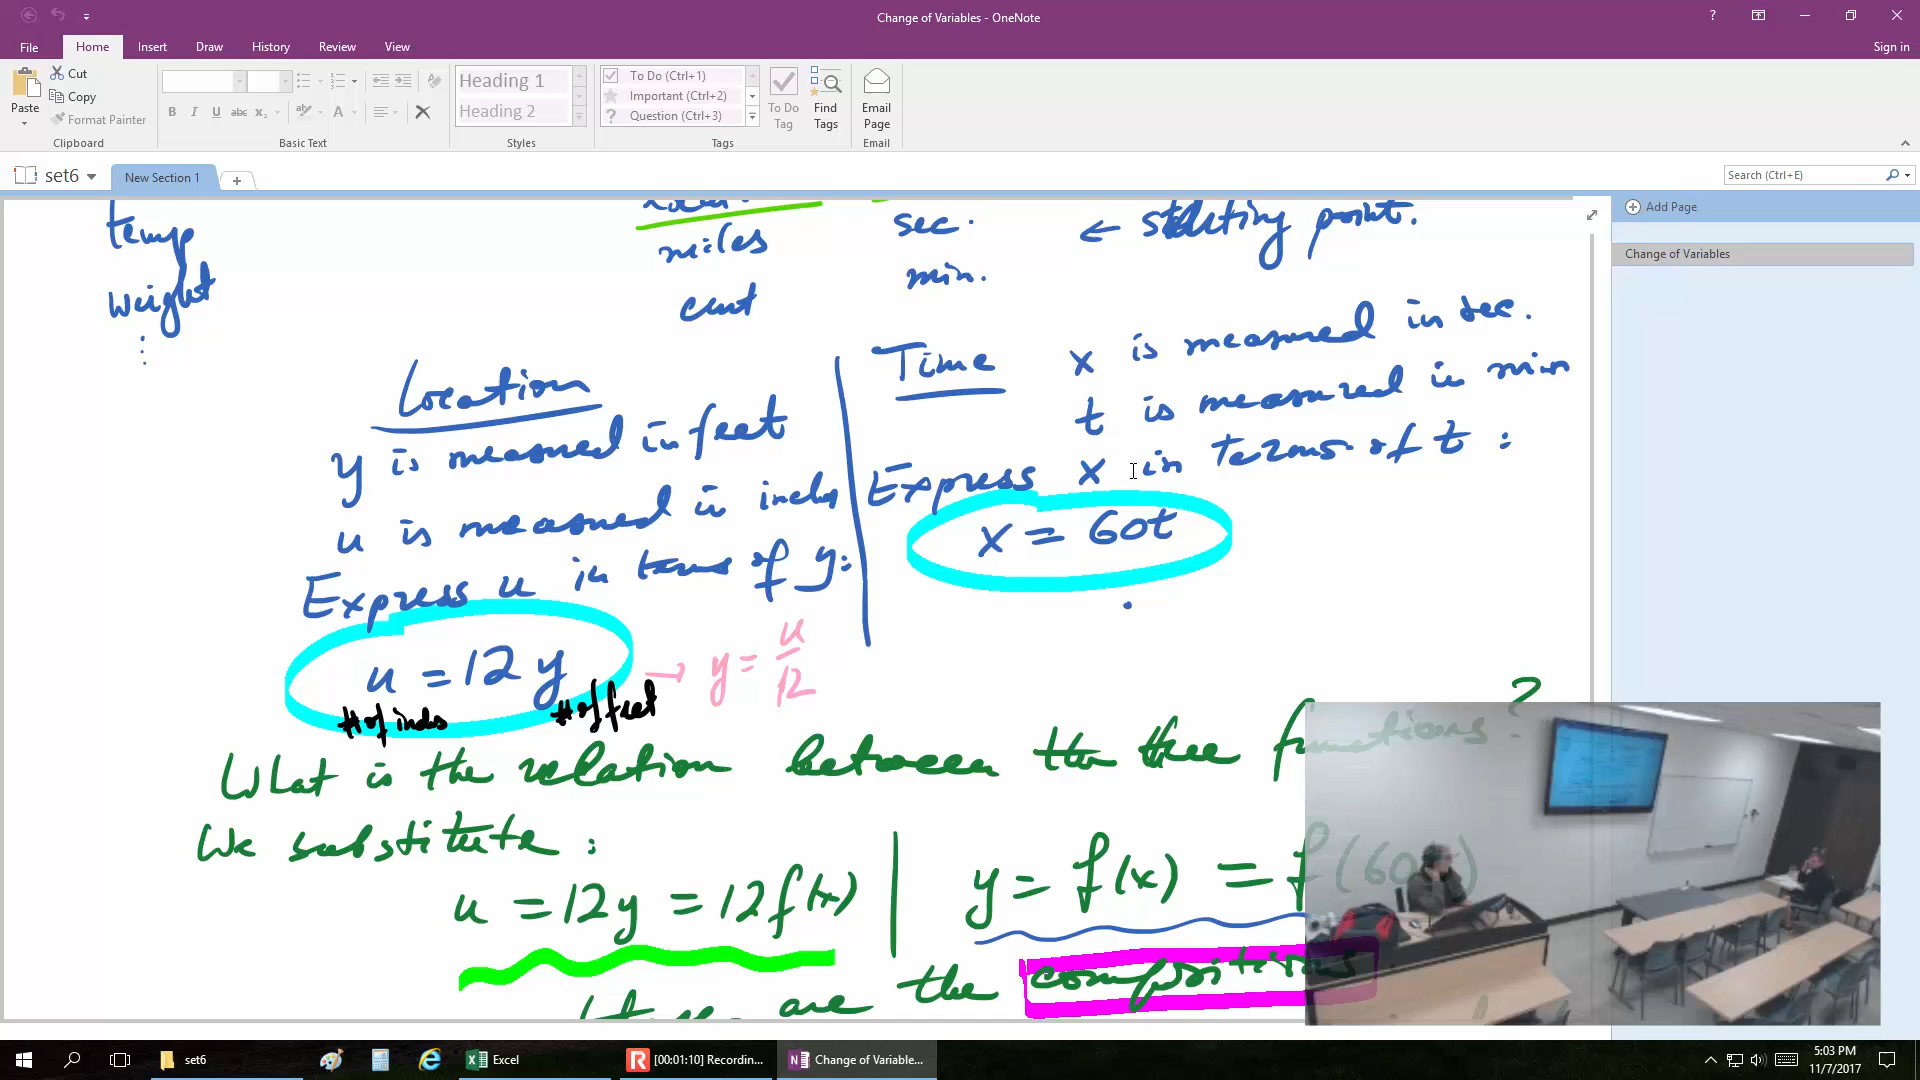 Change of Variables - OneNote
File Home Insert Draw History Review View
Sign in
Paste
Cut
Copy
Format Painter
Clipboard
B I U abc x₂ A
Basic Text
Heading 1
Heading 2
Styles
To Do (Ctrl+1)
Important (Ctrl+2)
Question (Ctrl+3)
Tags
To Do Tag
Find Tags
Email Page
Email
set6
New Section 1
Search (Ctrl+E)
Add Page
Change of Variables
temp
weight
miles
cent
sec.
min.
← starting point.
Location
y is measured in feet
u is measured in inches
Express u in terms of y:
u = 12 y
# of inches # of feet
→ y = u/12
Time
x is measured in sec.
t is measured in min
Express x in terms of t :
x = 60t
What is the relation between the three functions?
We substitute :
u = 12y = 12f(x)
y = f(x) = f(60t)
are the compositions
set6
Excel
[00:01:10] Recordin...
Change of Variable...
5:03 PM
11/7/2017